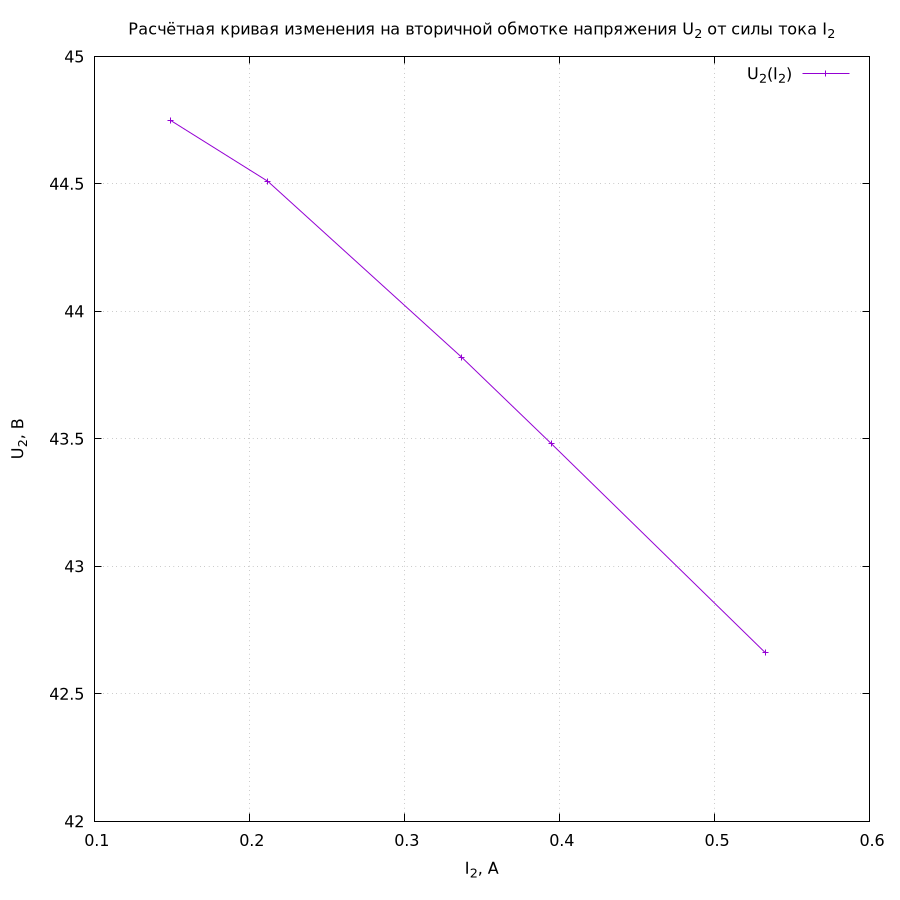 Расчётная кривая изменения на вторичной обмотке напряжения U₂ от силы тока I₂
45
U₂(I₂)
44.5
44
43.5
U₂, В
43
42.5
42
0.1 0.2 0.3 0.4 0.5 0.6
I₂, А